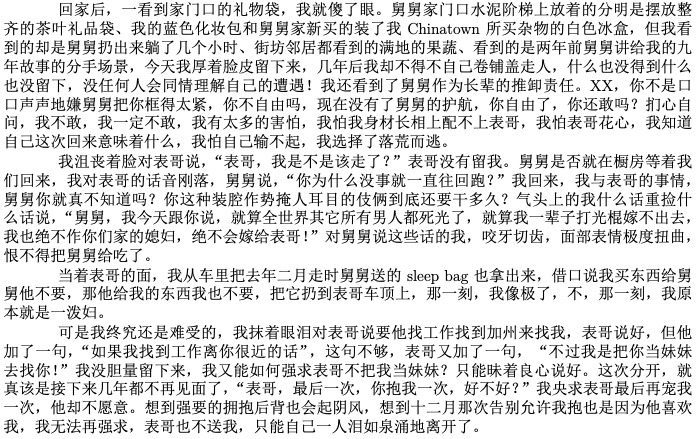 回家后，一看到家门口的礼物袋，我就傻了眼。舅舅家门口水泥阶梯上放着的分明是摆放整
齐的茶叶礼品袋、我的蓝色化妆包和舅舅家新买的装了我 Chinatown 所买杂物的白色冰盒，但我看
到的却是舅舅扔出来躺了几个小时、街坊邻居都看到的满地的果蔬、看到的是两年前舅舅讲给我的九
年故事的分手场景，今天我厚着脸皮留下来，几年后我却不得不自己卷铺盖走人，什么也没得到什么
也没留下，没任何人会同情理解自己的遭遇！我还看到了舅舅作为长辈的推卸责任。XX，你不是口
口声声地嫌舅舅把你框得太紧，你不自由吗，现在没有了舅舅的护航，你自由了，你还敢吗？扪心自
问，我不敢，我一定不敢，我有太多的害怕，我怕我身材长相上配不上表哥，我怕表哥花心，我知道
自己这次回来意味着什么，我怕自己输不起，我选择了落荒而逃。
我沮丧着脸对表哥说，“表哥，我是不是该走了？”表哥没有留我。舅舅是否就在橱房等着我
们回来，我对表哥的话音刚落，舅舅说，“你为什么没事就一直往回跑？”我回来，我与表哥的事情，
舅舅你就真不知道吗？你这种装腔作势掩人耳目的伎俩到底还要干多久？气头上的我什么话重捡什
么话说，“舅舅，我今天跟你说，就算全世界其它所有男人都死光了，就算我一辈子打光棍嫁不出去，
我也绝不作你们家的媳妇，绝不会嫁给表哥！”对舅舅说这些话的我，咬牙切齿，面部表情极度扭曲，
恨不得把舅舅给吃了。
当着表哥的面，我从车里把去年二月走时舅舅送的 sleep bag 也拿出来，借口说我买东西给舅
舅他不要，那他给我的东西我也不要，把它扔到表哥车顶上，那一刻，我像极了，不，那一刻，我原
本就是一泼妇。
可是我终究还是难受的，我抹着眼泪对表哥说要他找工作找到加州来找我，表哥说好，但他
加了一句，“如果我找到工作离你很近的话”，这句不够，表哥又加了一句， “不过我是把你当妹妹
去找你！”我没胆量留下来，我又能如何强求表哥不把我当妹妹？只能昧着良心说好。这次分开，就
真该是接下来几年都不再见面了，“表哥，最后一次，你抱我一次，好不好？”我央求表哥最后再宠我
一次，他却不愿意。想到强要的拥抱后背也会起阴风，想到十二月那次告别允许我抱也是因为他喜欢
我，我无法再强求，表哥也不送我，只能自己一人泪如泉涌地离开了。